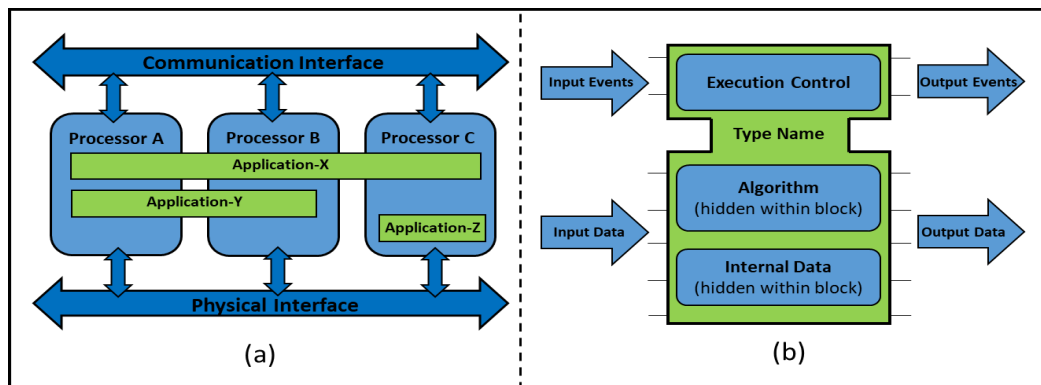 Communication Interface
Processor A
Processor B
Processor C
Application-X
Application-Y
Application-Z
Physical Interface
(a)
Input Events
Execution Control
Output Events
Type Name
Algorithm
(hidden within block)
Input Data
Output Data
Internal Data
(hidden within block)
(b)